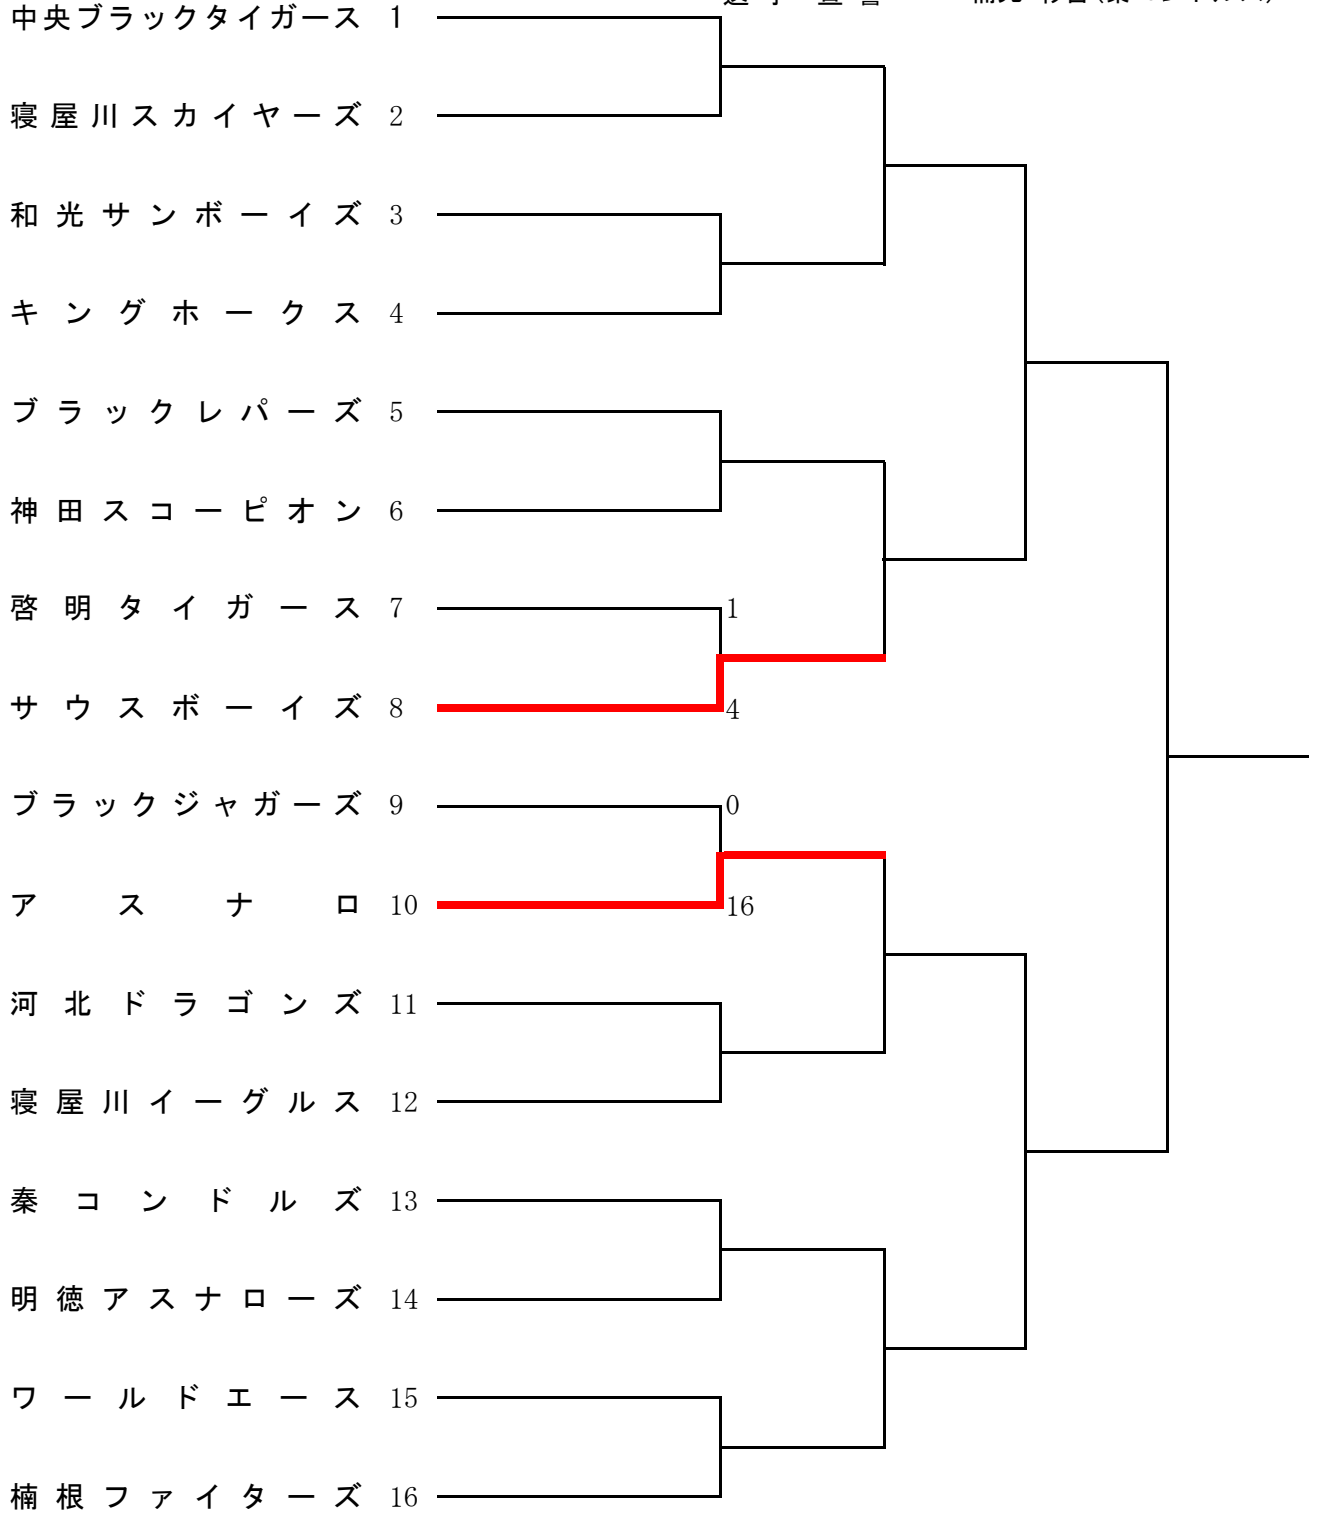 中央ブラックタイガース 1
寝屋川スカイヤーズ 2
和光サンボーイズ 3
キングホークス 4
ブラックレパーズ 5
神田スコーピオン 6
啓明タイガース 7 1
サウスボーイズ 8 4
ブラックジャガーズ 9 0
アスナロ 10 16
河北ドラゴンズ 11
寝屋川イーグルス 12
秦コンドルズ 13
明徳アスナローズ 14
ワールドエース 15
楠根ファイターズ 16